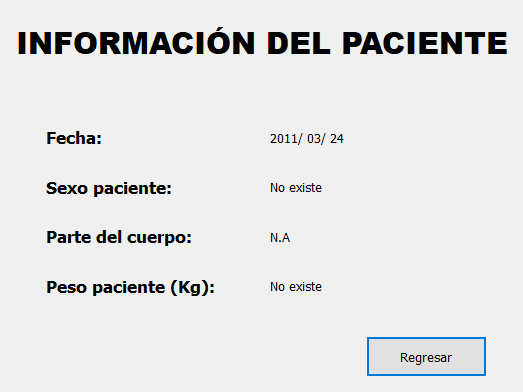 INFORMACIÓN DEL PACIENTE
Fecha: 2011/ 03/ 24
Sexo paciente: No existe
Parte del cuerpo: N.A
Peso paciente (Kg): No existe
Regresar